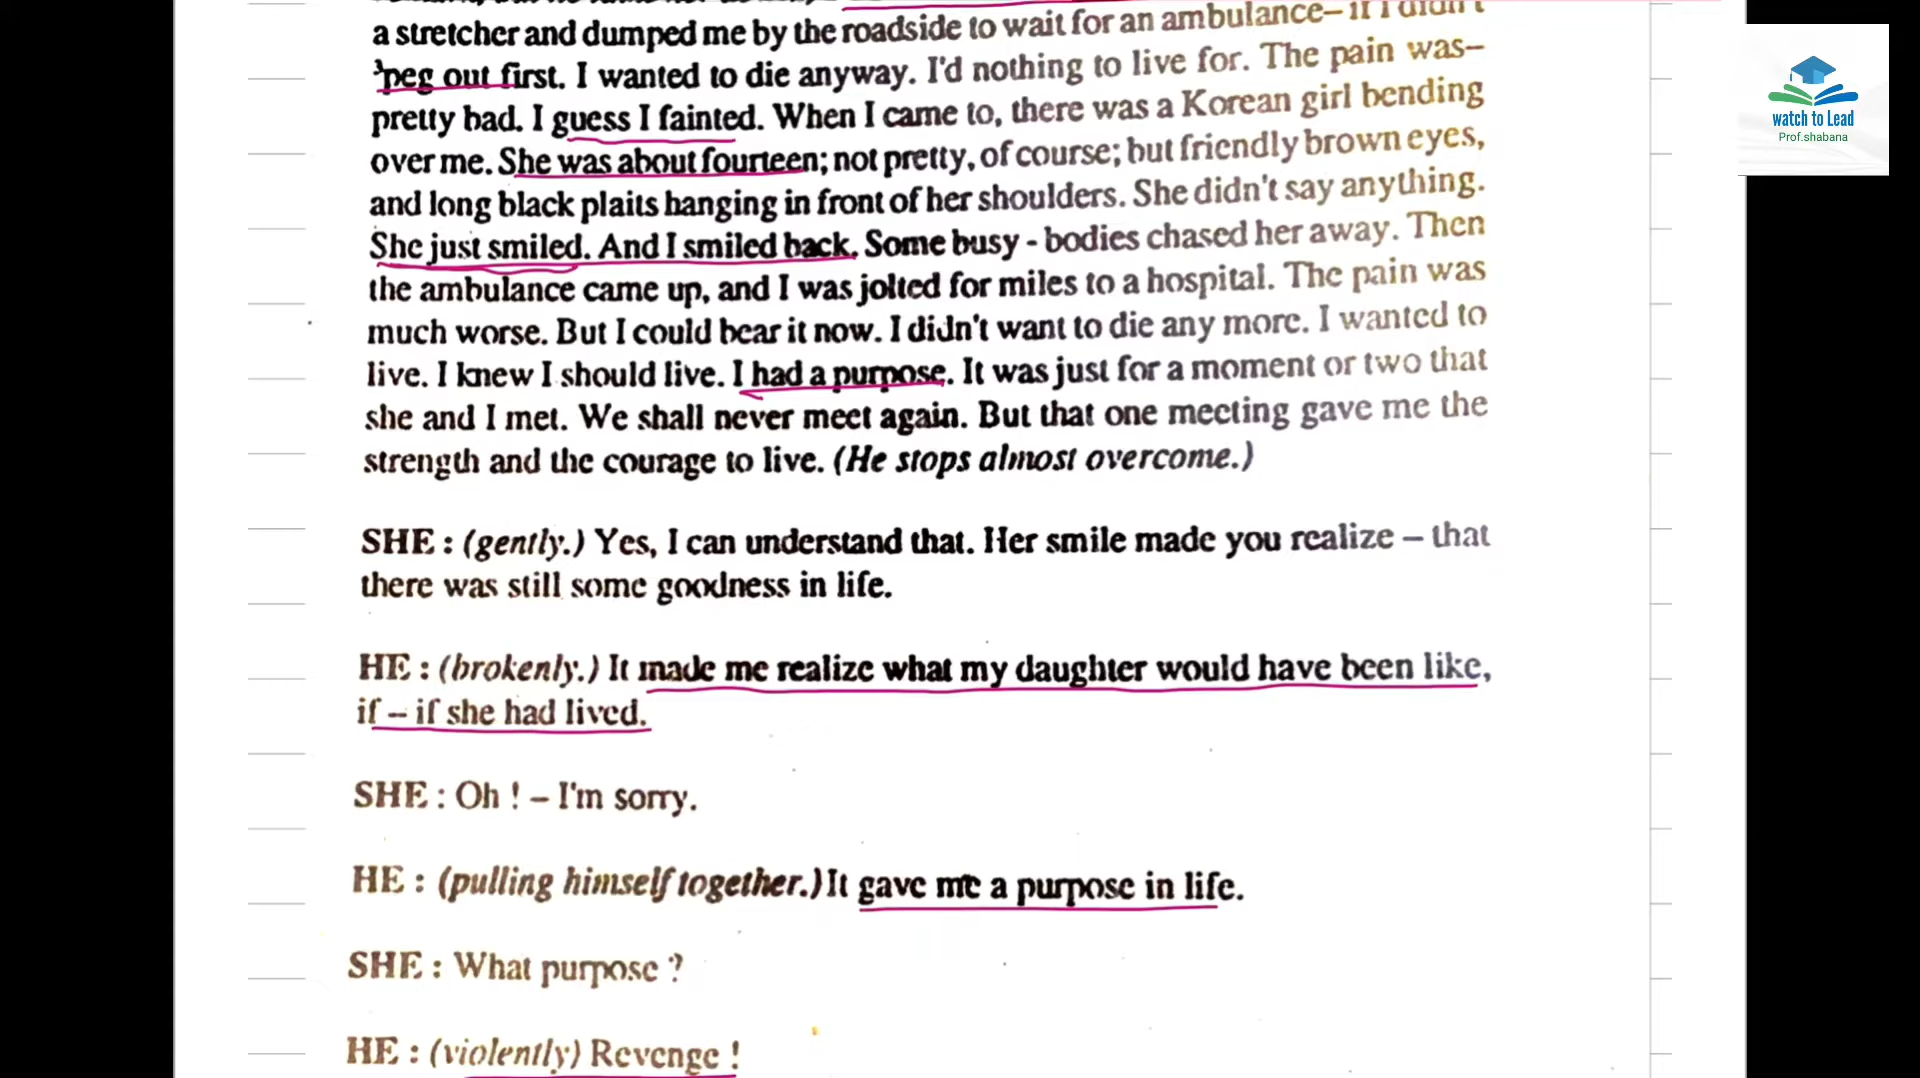 a stretcher and dumped me by the roadside to wait for an ambulance– if I didn't
'peg out first. I wanted to die anyway. I'd nothing to live for. The pain was–
pretty bad. I guess I fainted. When I came to, there was a Korean girl bending
over me. She was about fourteen; not pretty, of course; but friendly brown eyes,
and long black plaits hanging in front of her shoulders. She didn't say anything.
She just smiled. And I smiled back. Some busy - bodies chased her away. Then
the ambulance came up, and I was jolted for miles to a hospital. The pain was
much worse. But I could bear it now. I didn't want to die any more. I wanted to
live. I knew I should live. I had a purpose. It was just for a moment or two that
she and I met. We shall never meet again. But that one meeting gave me the
strength and the courage to live. (He stops almost overcome.)
SHE : (gently.) Yes, I can understand that. Her smile made you realize – that
there was still some goodness in life.
HE : (brokenly.) It made me realize what my daughter would have been like,
if – if she had lived.
SHE : Oh ! – I'm sorry.
HE : (pulling himself together.) It gave me a purpose in life.
SHE : What purpose ?
HE : (violently) Revenge !
watch to Lead
Prof.shabana